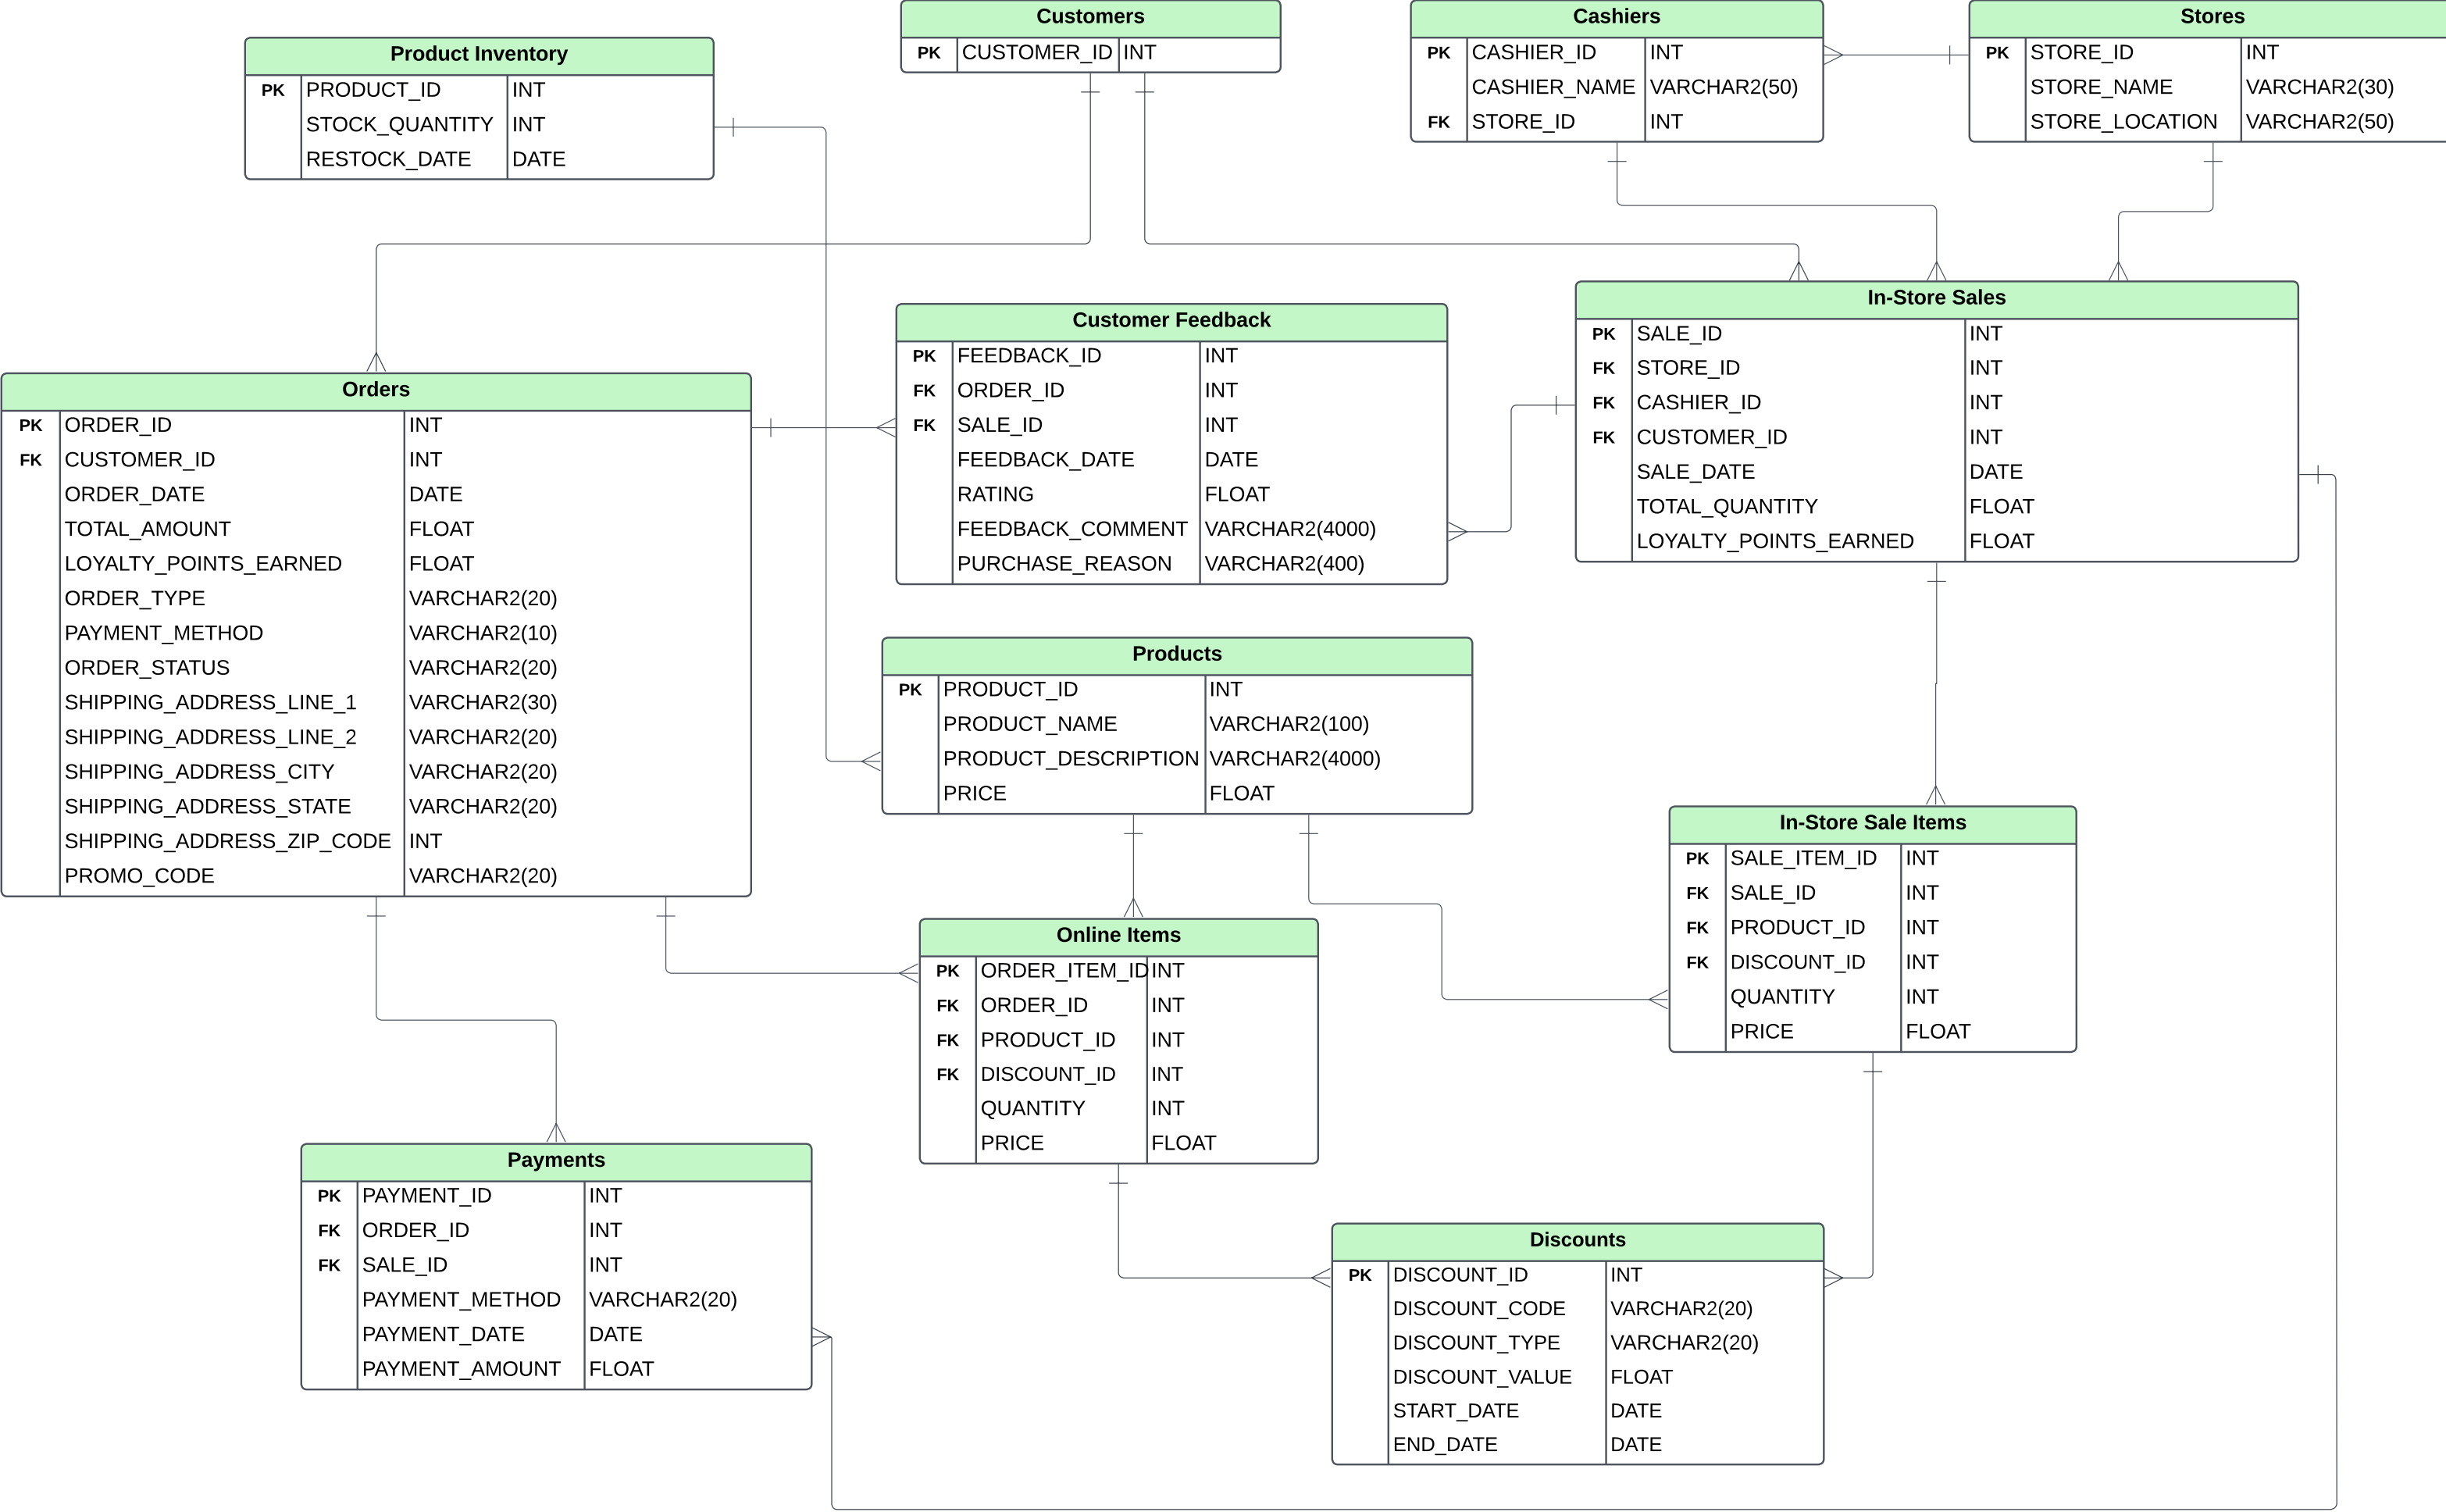 Product Inventory
PK PRODUCT_ID INT
STOCK_QUANTITY INT
RESTOCK_DATE DATE
Customers
PK CUSTOMER_ID INT
Cashiers
PK CASHIER_ID INT
CASHIER_NAME VARCHAR2(50)
FK STORE_ID INT
Stores
PK STORE_ID INT
STORE_NAME VARCHAR2(30)
STORE_LOCATION VARCHAR2(50)
Orders
PK ORDER_ID INT
FK CUSTOMER_ID INT
ORDER_DATE DATE
TOTAL_AMOUNT FLOAT
LOYALTY_POINTS_EARNED FLOAT
ORDER_TYPE VARCHAR2(20)
PAYMENT_METHOD VARCHAR2(10)
ORDER_STATUS VARCHAR2(20)
SHIPPING_ADDRESS_LINE_1 VARCHAR2(30)
SHIPPING_ADDRESS_LINE_2 VARCHAR2(20)
SHIPPING_ADDRESS_CITY VARCHAR2(20)
SHIPPING_ADDRESS_STATE VARCHAR2(20)
SHIPPING_ADDRESS_ZIP_CODE INT
PROMO_CODE VARCHAR2(20)
Customer Feedback
PK FEEDBACK_ID INT
FK ORDER_ID INT
FK SALE_ID INT
FEEDBACK_DATE DATE
RATING FLOAT
FEEDBACK_COMMENT VARCHAR2(4000)
PURCHASE_REASON VARCHAR2(400)
In-Store Sales
PK SALE_ID INT
FK STORE_ID INT
FK CASHIER_ID INT
FK CUSTOMER_ID INT
SALE_DATE DATE
TOTAL_QUANTITY FLOAT
LOYALTY_POINTS_EARNED FLOAT
Products
PK PRODUCT_ID INT
PRODUCT_NAME VARCHAR2(100)
PRODUCT_DESCRIPTION VARCHAR2(4000)
PRICE FLOAT
In-Store Sale Items
PK SALE_ITEM_ID INT
FK SALE_ID INT
FK PRODUCT_ID INT
FK DISCOUNT_ID INT
QUANTITY INT
PRICE FLOAT
Online Items
PK ORDER_ITEM_ID INT
FK ORDER_ID INT
FK PRODUCT_ID INT
FK DISCOUNT_ID INT
QUANTITY INT
PRICE FLOAT
Payments
PK PAYMENT_ID INT
FK ORDER_ID INT
FK SALE_ID INT
PAYMENT_METHOD VARCHAR2(20)
PAYMENT_DATE DATE
PAYMENT_AMOUNT FLOAT
Discounts
PK DISCOUNT_ID INT
DISCOUNT_CODE VARCHAR2(20)
DISCOUNT_TYPE VARCHAR2(20)
DISCOUNT_VALUE FLOAT
START_DATE DATE
END_DATE DATE